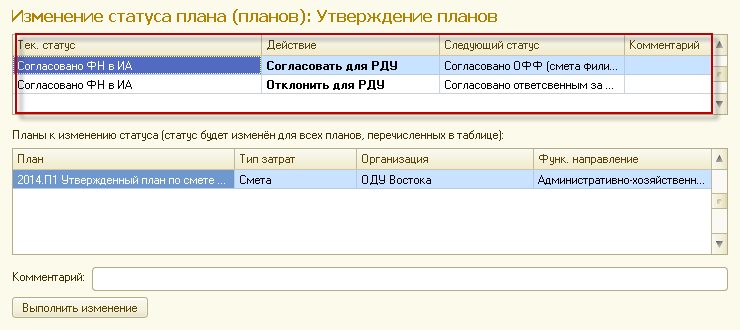 Изменение статуса плана (планов): Утверждение планов
Тек. статус Действие Следующий статус Комментарий
Согласовано ФН в ИА Согласовать для РДУ Согласовано ОФФ (смета фили...
Согласовано ФН в ИА Отклонить для РДУ Согласовано ответсвенным за ...
Планы к изменению статуса (статус будет изменён для всех планов, перечисленных в таблице):
План Тип затрат Организация Функ. направление
2014.П1 Утвержденный план по смете ... Смета ОДУ Востока Административно-хозяйственн...
Комментарий:
Выполнить изменение